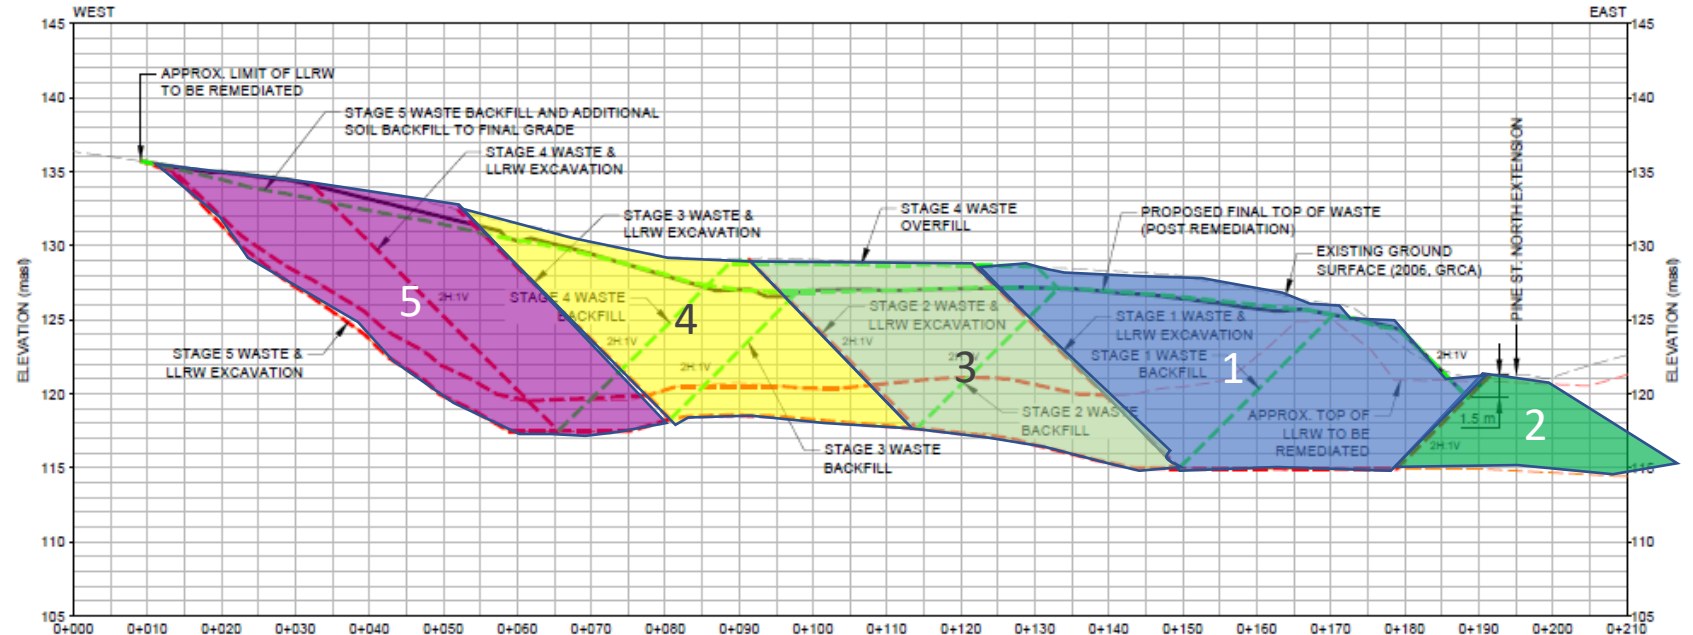 WEST
EAST
145
145
APPROX. LIMIT OF LLRW
TO BE REMEDIATED
140
140
STAGE 5 WASTE BACKFILL AND ADDITIONAL
SOIL BACKFILL TO FINAL GRADE
STAGE 4 WASTE &
LLRW EXCAVATION
PINE ST. NORTH EXTENSION
135
135
STAGE 3 WASTE &
LLRW EXCAVATION
STAGE 4 WASTE
OVERFILL
PROPOSED FINAL TOP OF WASTE
(POST REMEDIATION)
EXISTING GROUND
SURFACE (2006, GRCA)
130
130
ELEVATION (masl)
ELEVATION (masl)
5
2H:1V
STAGE 4 WASTE
BACKFILL
4
STAGE 2 WASTE &
LLRW EXCAVATION
STAGE 1 WASTE &
LLRW EXCAVATION
125
125
STAGE 5 WASTE &
LLRW EXCAVATION
2H:1V
2H:1V
3
STAGE 1 WASTE
BACKFILL
1
2H:1V
120
120
STAGE 2 WASTE
BACKFILL
APPROX. TOP OF
LLRW TO BE
REMEDIATED
1.5 m
2H:1V
2
STAGE 3 WASTE
BACKFILL
115
115
110
110
105
105
0+000 0+010 0+020 0+030 0+040 0+050 0+060 0+070 0+080 0+090 0+100 0+110 0+120 0+130 0+140 0+150 0+160 0+170 0+180 0+190 0+200 0+210